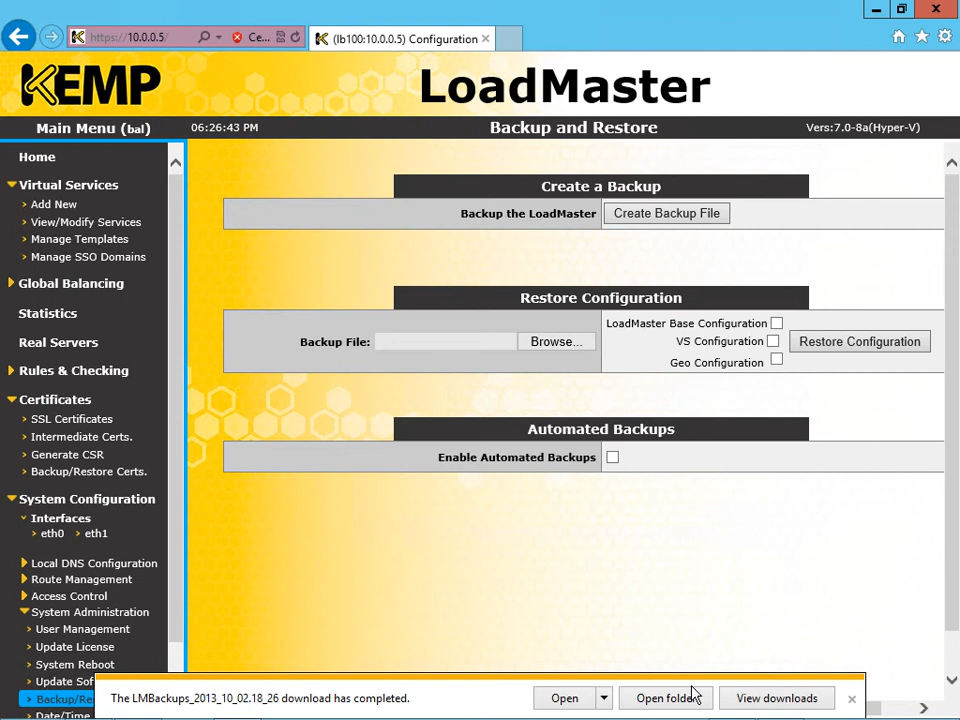 https://10.0.0.5/
Ce...
(lb100:10.0.0.5) Configuration
KEMP
LoadMaster
Main Menu (bal)
06:26:43 PM
Backup and Restore
Vers:7.0-8a(Hyper-V)
Home
Virtual Services
Add New
View/Modify Services
Manage Templates
Manage SSO Domains
Global Balancing
Statistics
Real Servers
Rules & Checking
Certificates
SSL Certificates
Intermediate Certs.
Generate CSR
Backup/Restore Certs.
System Configuration
Interfaces
eth0 eth1
Local DNS Configuration
Route Management
Access Control
System Administration
User Management
Update License
System Reboot
Update Sof
Backup/Re
Date/Time
Create a Backup
Backup the LoadMaster
Create Backup File
Restore Configuration
Backup File:
Browse...
LoadMaster Base Configuration
VS Configuration
Geo Configuration
Restore Configuration
Automated Backups
Enable Automated Backups
The LMBackups_2013_10_02.18_26 download has completed.
Open
Open folder
View downloads